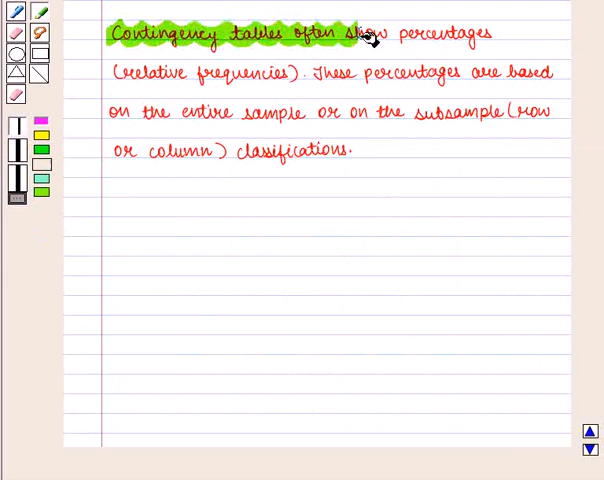 Contingency tables often show percentages
(relative frequencies). These percentages are based
on the entire sample or on the subsample (row
or column) classifications.